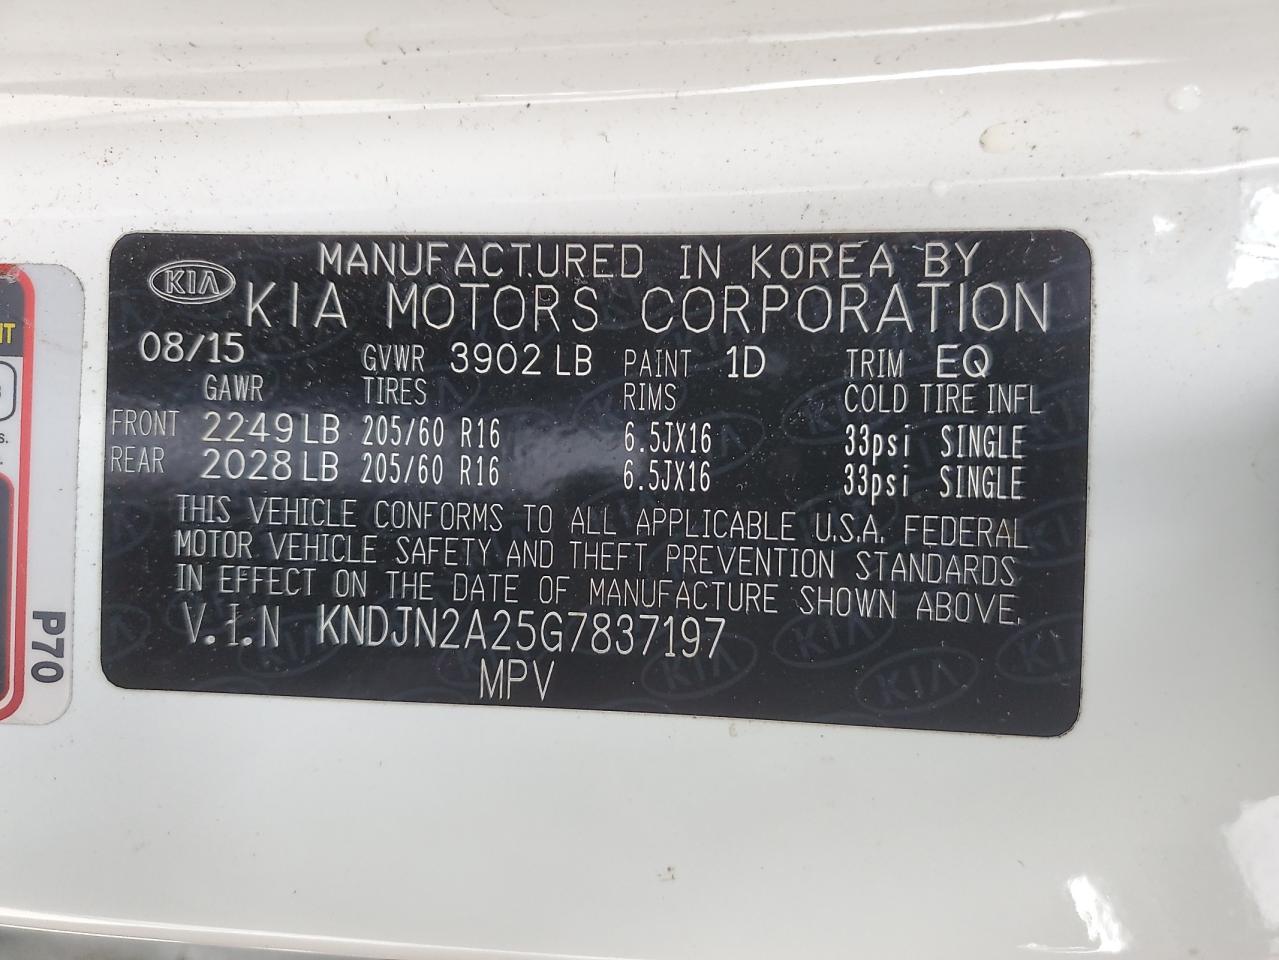 MANUFACTURED IN KOREA BY
KIA
KIA MOTORS CORPORATION
08/15 GVWR 3902 LB PAINT 1D TRIM EQ
GAWR TIRES RIMS COLD TIRE INFL
FRONT 2249 LB 205/60 R16 6.5JX16 33psi SINGLE
REAR 2028 LB 205/60 R16 6.5JX16 33psi SINGLE
THIS VEHICLE CONFORMS TO ALL APPLICABLE U.S.A. FEDERAL
MOTOR VEHICLE SAFETY AND THEFT PREVENTION STANDARDS
IN EFFECT ON THE DATE OF MANUFACTURE SHOWN ABOVE.
V.I.N KNDJN2A25G7837197
MPV
P70